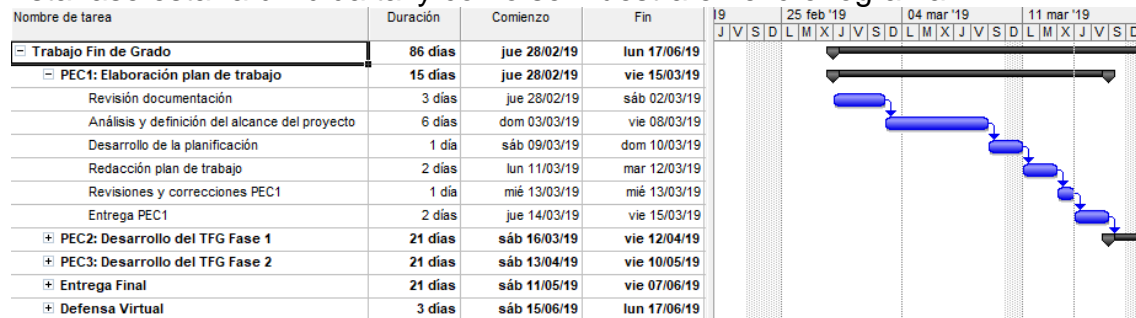 Nombre de tarea Duración Comienzo Fin 19 25 feb '19 04 mar '19 11 mar '19
J V S D L M X J V S D L M X J V S D L M X J V S D
Trabajo Fin de Grado 86 días jue 28/02/19 lun 17/06/19
PEC1: Elaboración plan de trabajo 15 días jue 28/02/19 vie 15/03/19
Revisión documentación 3 días jue 28/02/19 sáb 02/03/19
Análisis y definición del alcance del proyecto 6 días dom 03/03/19 vie 08/03/19
Desarrollo de la planificación 1 día sáb 09/03/19 dom 10/03/19
Redacción plan de trabajo 2 días lun 11/03/19 mar 12/03/19
Revisiones y correcciones PEC1 1 día mié 13/03/19 mié 13/03/19
Entrega PEC1 2 días jue 14/03/19 vie 15/03/19
PEC2: Desarrollo del TFG Fase 1 21 días sáb 16/03/19 vie 12/04/19
PEC3: Desarrollo del TFG Fase 2 21 días sáb 13/04/19 vie 10/05/19
Entrega Final 21 días sáb 11/05/19 vie 07/06/19
Defensa Virtual 3 días sáb 15/06/19 lun 17/06/19